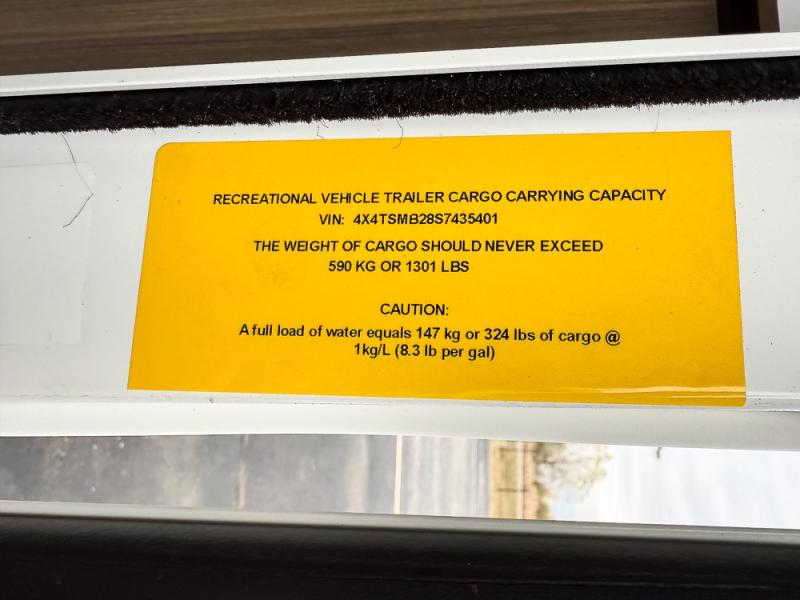 RECREATIONAL VEHICLE TRAILER CARGO CARRYING CAPACITY
VIN: 4X4TSMB28S7435401
THE WEIGHT OF CARGO SHOULD NEVER EXCEED
590 KG OR 1301 LBS
CAUTION:
A full load of water equals 147 kg or 324 lbs of cargo @
1kg/L (8.3 lb per gal)